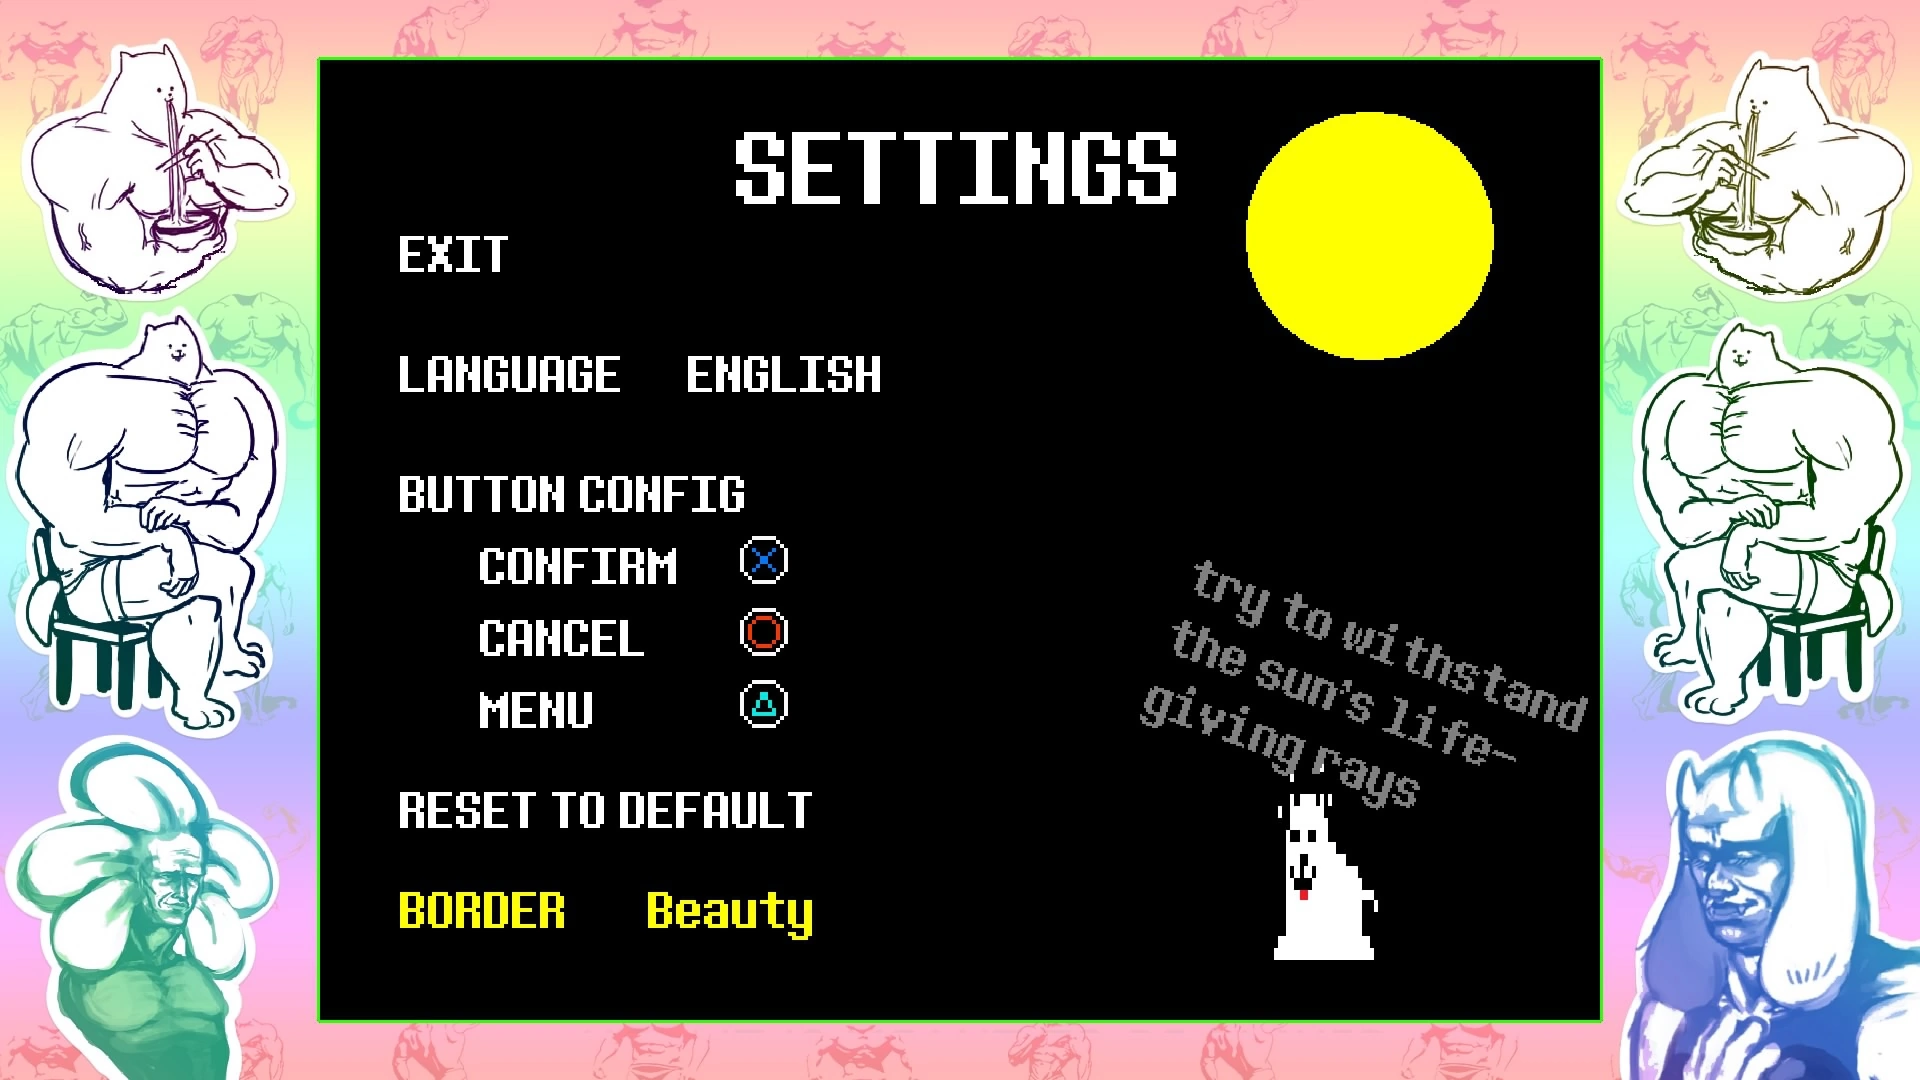 SETTINGS
EXIT
LANGUAGE ENGLISH
BUTTON CONFIG
CONFIRM
CANCEL
MENU
RESET TO DEFAULT
BORDER Beauty
try to withstand
the sun's life-
giving rays